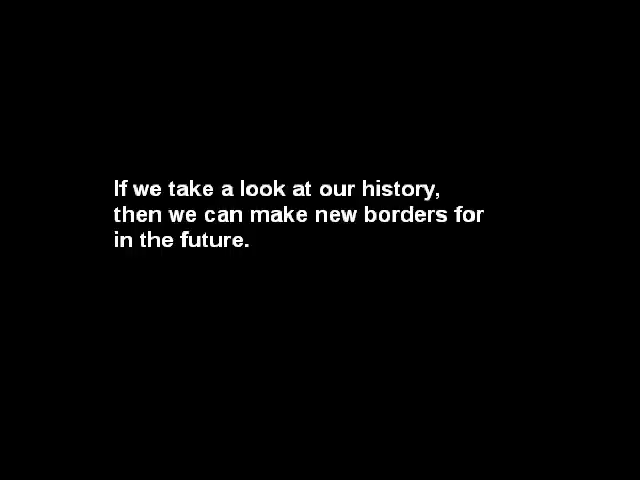 If we take a look at our history,
then we can make new borders for
in the future.